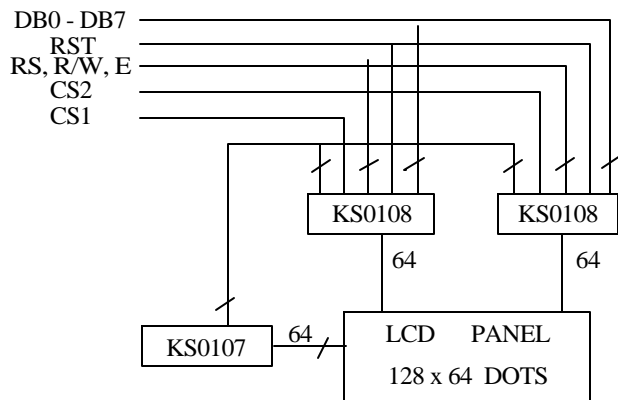 DB0 - DB7
RST
RS, R/W, E
CS2
CS1
KS0108
KS0108
64
64
KS0107
64
LCD PANEL
128 x 64 DOTS